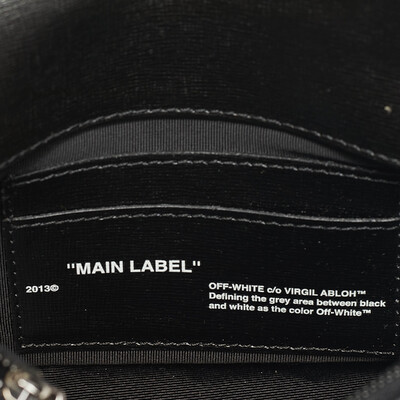 "MAIN LABEL"
2013©
OFF-WHITE c/o VIRGIL ABLOH™
Defining the grey area between black
and white as the color Off-White™